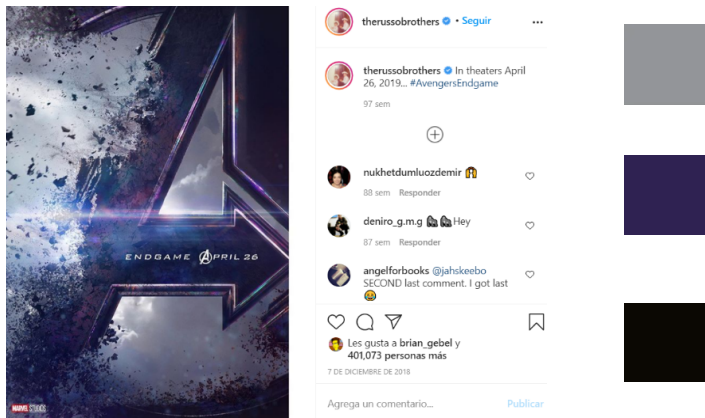 ENDGAME APRIL 26
MARVEL STUDIOS
therussobrothers • Seguir
therussobrothers In theaters April
26, 2019... #AvengersEndgame
97 sem
nukhetdumluozdemir
88 sem Responder
deniro_g.m.g Hey
87 sem Responder
angelforbooks @jahskeebo
SECOND last comment. I got last
Les gusta a brian_gebel y
401,073 personas más
7 DE DICIEMBRE DE 2018
Agrega un comentario...
Publicar